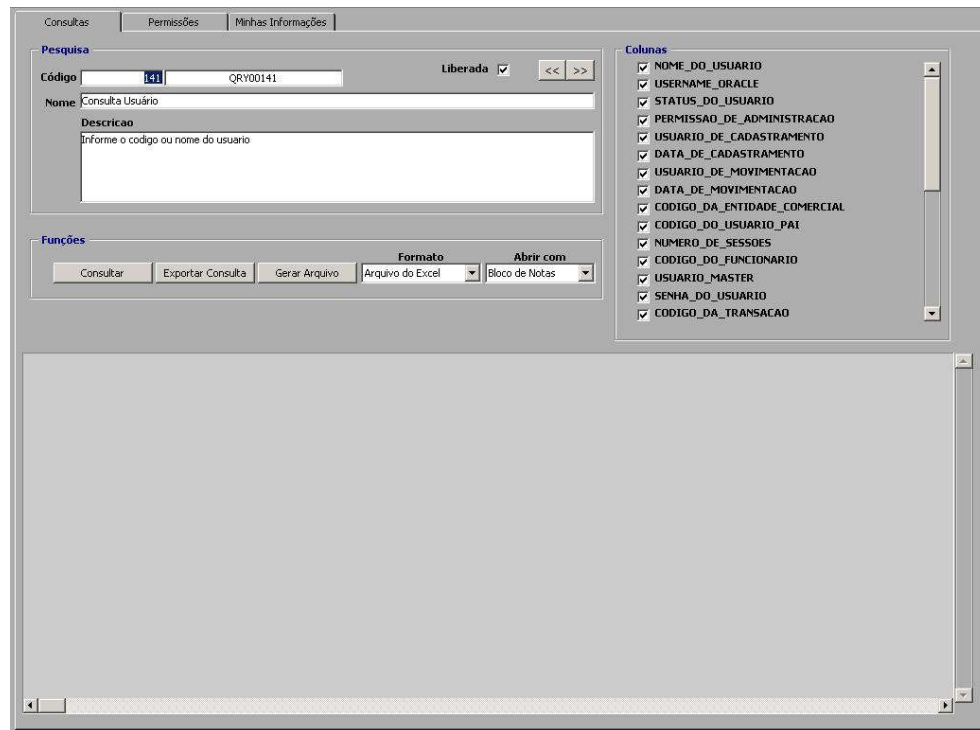 Consultas Permissões Minhas Informações
Pesquisa
Código 141 QRY00141 Liberada << >>
Nome Consulta Usuário
Descricao
Informe o codigo ou nome do usuario
Funções
Formato Abrir com
Consultar Exportar Consulta Gerar Arquivo Arquivo do Excel Bloco de Notas
Colunas
NOME_DO_USUARIO
USERNAME_ORACLE
STATUS_DO_USUARIO
PERMISSAO_DE_ADMINISTRACAO
USUARIO_DE_CADASTRAMENTO
DATA_DE_CADASTRAMENTO
USUARIO_DE_MOVIMENTACAO
DATA_DE_MOVIMENTACAO
CODIGO_DA_ENTIDADE_COMERCIAL
CODIGO_DO_USUARIO_PAI
NUMERO_DE_SESSOES
CODIGO_DO_FUNCIONARIO
USUARIO_MASTER
SENHA_DO_USUARIO
CODIGO_DA_TRANSACAO